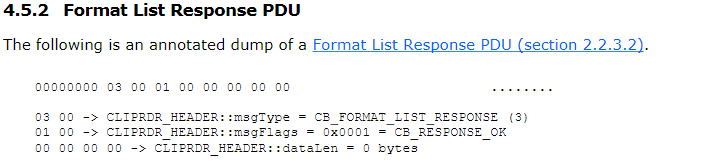 4.5.2 Format List Response PDU
The following is an annotated dump of a Format List Response PDU (section 2.2.3.2).
00000000 03 00 01 00 00 00 00 00 ........
03 00 -> CLIPRDR_HEADER::msgType = CB_FORMAT_LIST_RESPONSE (3)
01 00 -> CLIPRDR_HEADER::msgFlags = 0x0001 = CB_RESPONSE_OK
00 00 00 00 -> CLIPRDR_HEADER::dataLen = 0 bytes